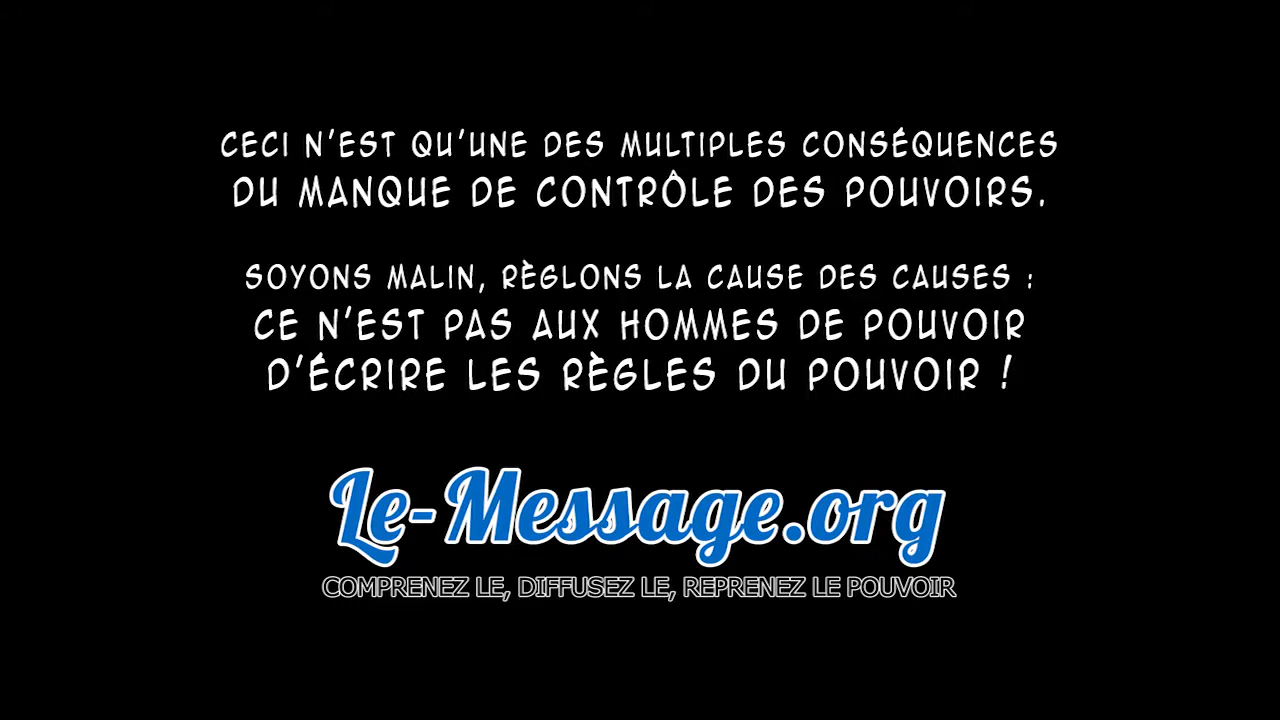 CECI N'EST QU'UNE DES MULTIPLES CONSÉQUENCES
DU MANQUE DE CONTRÔLE DES POUVOIRS.
SOYONS MALIN, RÈGLONS LA CAUSE DES CAUSES :
CE N'EST PAS AUX HOMMES DE POUVOIR
D'ÉCRIRE LES RÈGLES DU POUVOIR !
Le-Message.org
COMPRENEZ LE, DIFFUSEZ LE, REPRENEZ LE POUVOIR